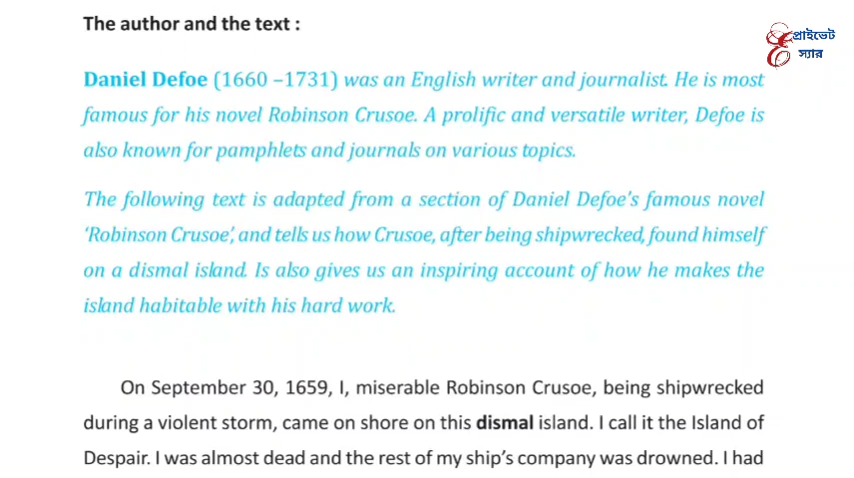 The author and the text :
প্রাইভেট
স্যার
Daniel Defoe (1660 –1731) was an English writer and journalist. He is most
famous for his novel Robinson Crusoe. A prolific and versatile writer, Defoe is
also known for pamphlets and journals on various topics.
The following text is adapted from a section of Daniel Defoe's famous novel
'Robinson Crusoe', and tells us how Crusoe, after being shipwrecked, found himself
on a dismal island. Is also gives us an inspiring account of how he makes the
island habitable with his hard work.
On September 30, 1659, I, miserable Robinson Crusoe, being shipwrecked
during a violent storm, came on shore on this dismal island. I call it the Island of
Despair. I was almost dead and the rest of my ship's company was drowned. I had